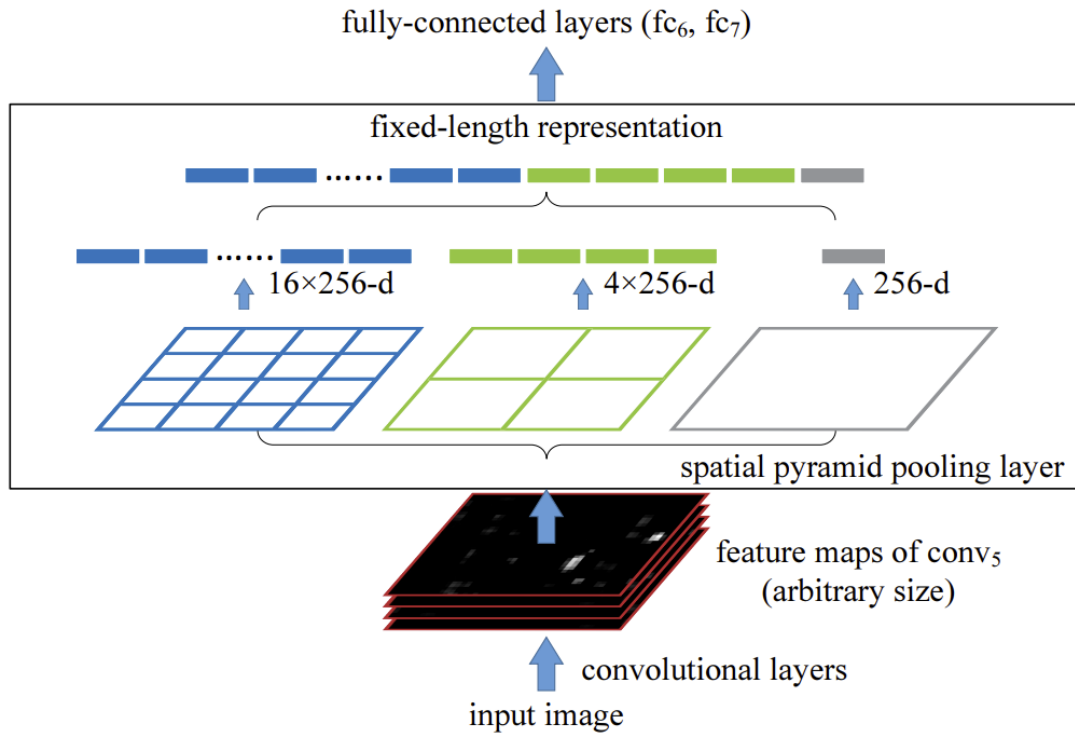 fully-connected layers (fc₆, fc₇)
fixed-length representation
......
......
16×256-d
4×256-d
256-d
spatial pyramid pooling layer
feature maps of conv₅
(arbitrary size)
convolutional layers
input image